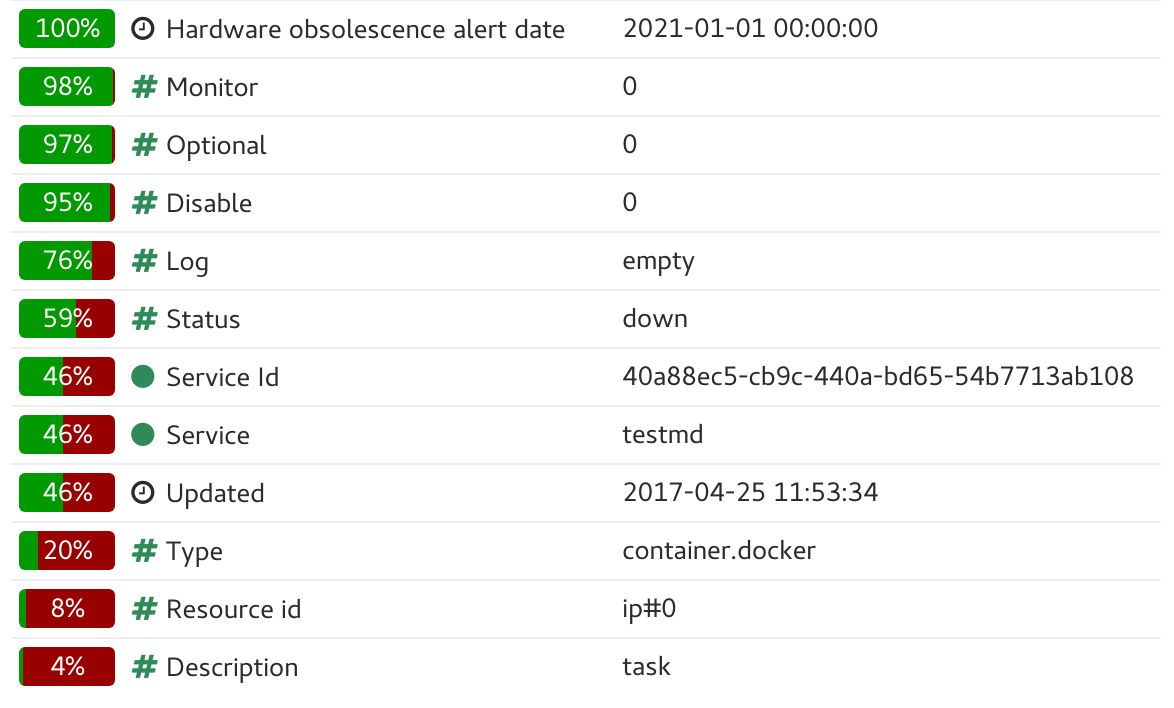 100% Hardware obsolescence alert date 2021-01-01 00:00:00
98% # Monitor 0
97% # Optional 0
95% # Disable 0
76% # Log empty
59% # Status down
46% Service Id 40a88ec5-cb9c-440a-bd65-54b7713ab108
46% Service testmd
46% Updated 2017-04-25 11:53:34
20% # Type container.docker
8% # Resource id ip#0
4% # Description task